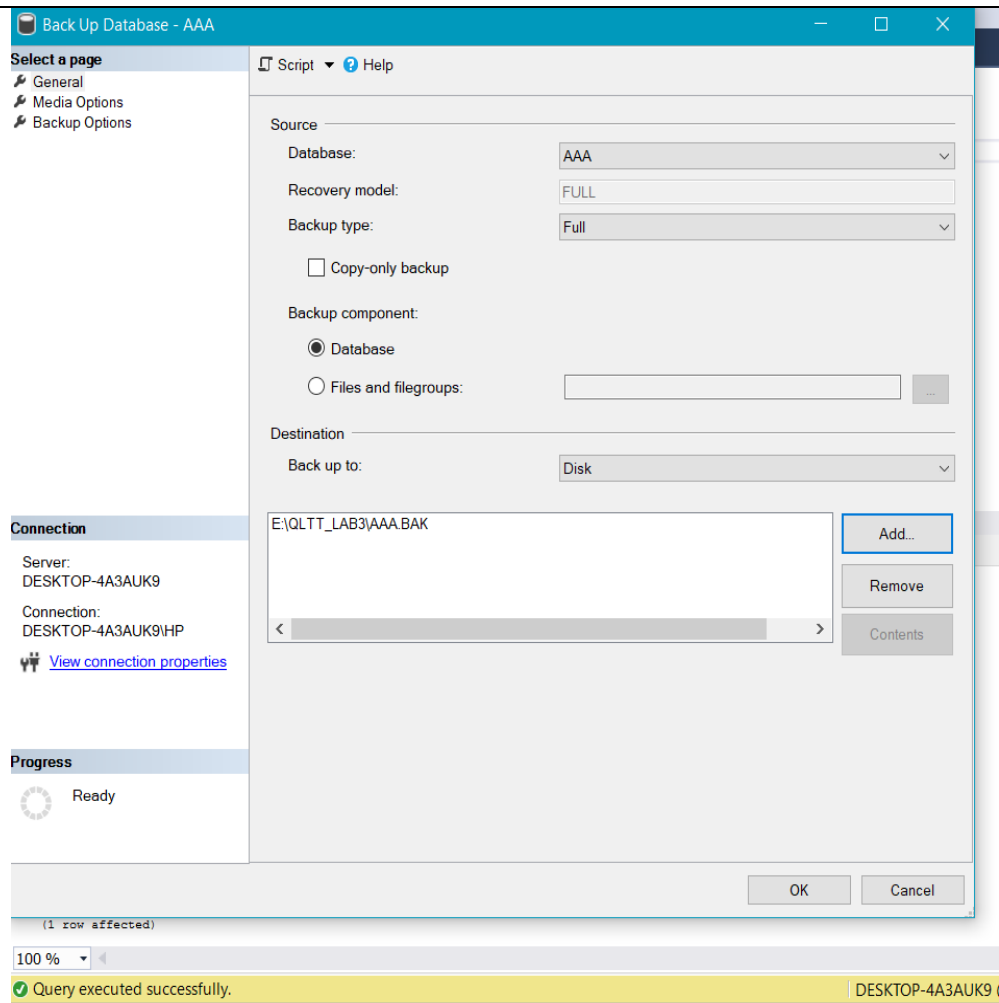 Back Up Database - AAA
Select a page
General
Media Options
Backup Options
Script
Help
Source
Database:
AAA
Recovery model:
FULL
Backup type:
Full
Copy-only backup
Backup component:
Database
Files and filegroups:
...
Destination
Back up to:
Disk
E:\QLTT_LAB3\AAA.BAK
Add...
Remove
Contents
Connection
Server:
DESKTOP-4A3AUK9
Connection:
DESKTOP-4A3AUK9\HP
View connection properties
Progress
Ready
OK
Cancel
(1 row affected)
100 %
Query executed successfully.
DESKTOP-4A3AUK9 (